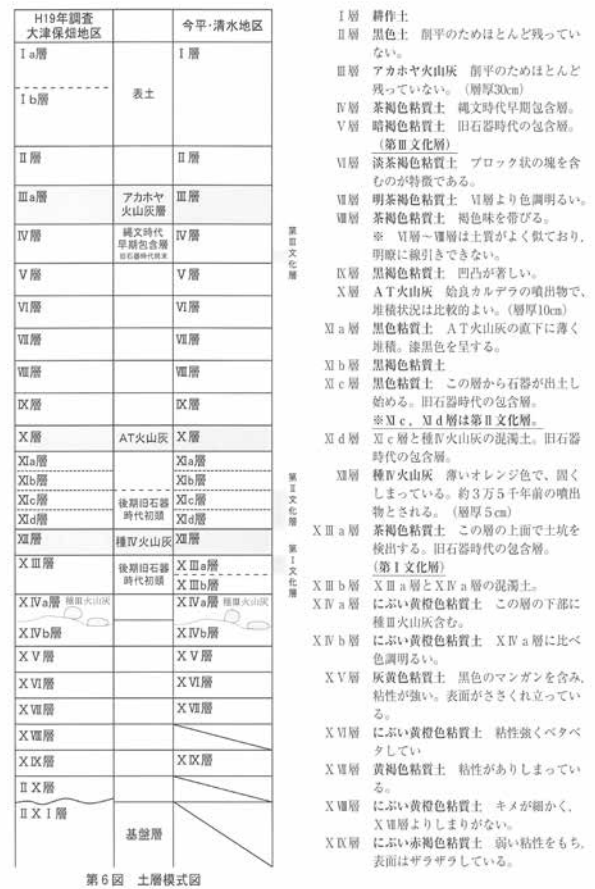 H19年調査
大津保畑地区
今平・清水地区
Ⅰa層
表土
Ⅰ層
Ⅰb層
Ⅱ層
Ⅱ層
Ⅲa層
アカホヤ
火山灰層
Ⅲ層
Ⅳ層
縄文時代
早期包含層
旧石器時代終末
Ⅳ層
第Ⅲ文化層
Ⅴ層
Ⅴ層
Ⅵ層
Ⅵ層
Ⅶ層
Ⅶ層
Ⅷ層
Ⅷ層
Ⅸ層
Ⅸ層
Ⅹ層
AT火山灰
Ⅹ層
Ⅺa層
Ⅺa層
Ⅺb層
Ⅺb層
Ⅺc層
後期旧石器
時代初頭
Ⅺc層
Ⅺd層
Ⅺd層
第Ⅱ文化層
Ⅻ層
種Ⅳ火山灰
Ⅻ層
ⅩⅢ層
後期旧石器
時代初頭
ⅩⅢa層
ⅩⅢb層
第Ⅰ文化層
ⅩⅣa層 種Ⅲ火山灰
ⅩⅣa層 種Ⅲ火山灰
ⅩⅣb層
ⅩⅣb層
ⅩⅤ層
ⅩⅤ層
ⅩⅥ層
ⅩⅥ層
ⅩⅦ層
ⅩⅦ層
ⅩⅧ層
ⅩⅨ層
ⅩⅨ層
ⅡⅩ層
ⅡⅩⅠ層
基盤層
第6図 土層模式図
Ⅰ層 耕作土
Ⅱ層 黒色土 削平のためほとんど残ってい
ない。
Ⅲ層 アカホヤ火山灰 削平のためほとんど
残っていない。(層厚30cm)
Ⅳ層 茶褐色粘質土 縄文時代早期包含層。
Ⅴ層 暗褐色粘質土 旧石器時代の包含層。
(第Ⅲ文化層)
Ⅵ層 淡茶褐色粘質土 ブロック状の塊を含
むのが特徴である。
Ⅶ層 明茶褐色粘質土 Ⅵ層より色調明るい。
Ⅷ層 茶褐色粘質土 褐色味を帯びる。
※ Ⅵ層~Ⅷ層は土質がよく似ており,
明瞭に線引きできない。
Ⅸ層 黒褐色粘質土 凹凸が著しい。
Ⅹ層 AT火山灰 姶良カルデラの噴出物で,
堆積状況は比較的よい。(層厚10cm)
Ⅺa層 黒色粘質土 AT火山灰の直下に薄く
堆積。漆黒色を呈する。
Ⅺb層 黒褐色粘質土
Ⅺc層 黒色粘質土 この層から石器が出土し
始める。旧石器時代の包含層。
※Ⅺc,Ⅺd層は第Ⅱ文化層。
Ⅺd層 Ⅺc層と種Ⅳ火山灰の混濁土。旧石器
時代の包含層。
Ⅻ層 種Ⅳ火山灰 薄いオレンジ色で,固く
しまっている。約3万5千年前の噴出
物とされる。(層厚5cm)
ⅩⅢa層 茶褐色粘質土 この層の上面で土坑を
検出する。旧石器時代の包含層。
(第Ⅰ文化層)
ⅩⅢb層 ⅩⅢa層とⅩⅣa層の混濁土。
ⅩⅣa層 にぶい黄橙色粘質土 この層の下部に
種Ⅲ火山灰含む。
ⅩⅣb層 にぶい黄橙色粘質土 ⅩⅣa層に比べ
色調明るい。
ⅩⅤ層 灰黄色粘質土 黒色のマンガンを含み,
粘性が強い。表面がささくれ立ってい
る。
ⅩⅥ層 にぶい黄橙色粘質土 粘性強くベタベ
タしてい
ⅩⅦ層 黄褐色粘質土 粘性がありしまってい
る。
ⅩⅧ層 にぶい黄橙色粘質土 キメが細かく,
ⅩⅦ層よりしまりがない。
ⅩⅨ層 にぶい赤褐色粘質土 弱い粘性をもち,
表面はザラザラしている。